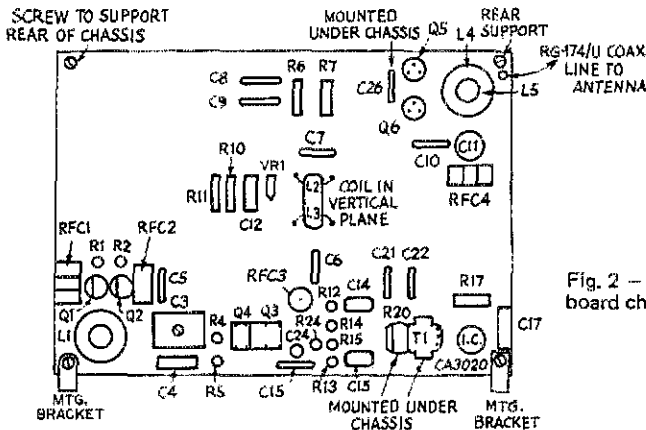 SCREW TO SUPPORT
REAR OF CHASSIS
MOUNTED
UNDER CHASSIS
Q5
L4
REAR
SUPPORT
RG-174/U COAX
LINE TO
ANTENNA
L5
C8
C9
R6
R7
C26
Q6
C10
C11
RFC4
C7
R10
VR1
R11
C12
L2
L3
COIL IN
VERTICAL
PLANE
RFC1
R1
R2
RFC2
C5
C3
Q1
Q2
L1
C6
RFC3
R12
C14
C21
C22
R17
C17
R4
Q4
Q3
R24
C24
R14
R15
R20
T1
I.C.
CA3020
MTG.
BRACKET
C4
R5
C15
R13
C15
MOUNTED UNDER
CHASSIS
MTG.
BRACKET
Fig. 2 —
board ch